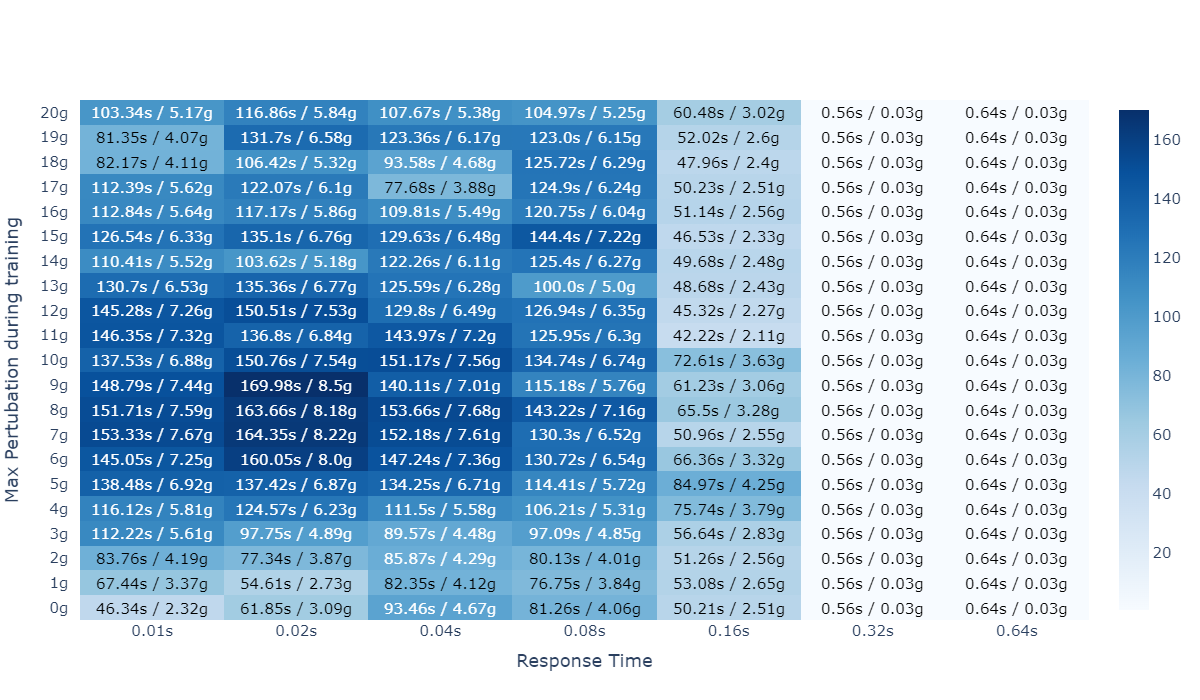 20g 103.34s / 5.17g 116.86s / 5.84g 107.67s / 5.38g 104.97s / 5.25g 60.48s / 3.02g 0.56s / 0.03g 0.64s / 0.03g
19g 81.35s / 4.07g 131.7s / 6.58g 123.36s / 6.17g 123.0s / 6.15g 52.02s / 2.6g 0.56s / 0.03g 0.64s / 0.03g
18g 82.17s / 4.11g 106.42s / 5.32g 93.58s / 4.68g 125.72s / 6.29g 47.96s / 2.4g 0.56s / 0.03g 0.64s / 0.03g
17g 112.39s / 5.62g 122.07s / 6.1g 77.68s / 3.88g 124.9s / 6.24g 50.23s / 2.51g 0.56s / 0.03g 0.64s / 0.03g
16g 112.84s / 5.64g 117.17s / 5.86g 109.81s / 5.49g 120.75s / 6.04g 51.14s / 2.56g 0.56s / 0.03g 0.64s / 0.03g
15g 126.54s / 6.33g 135.1s / 6.76g 129.63s / 6.48g 144.4s / 7.22g 46.53s / 2.33g 0.56s / 0.03g 0.64s / 0.03g
14g 110.41s / 5.52g 103.62s / 5.18g 122.26s / 6.11g 125.4s / 6.27g 49.68s / 2.48g 0.56s / 0.03g 0.64s / 0.03g
13g 130.7s / 6.53g 135.36s / 6.77g 125.59s / 6.28g 100.0s / 5.0g 48.68s / 2.43g 0.56s / 0.03g 0.64s / 0.03g
12g 145.28s / 7.26g 150.51s / 7.53g 129.8s / 6.49g 126.94s / 6.35g 45.32s / 2.27g 0.56s / 0.03g 0.64s / 0.03g
11g 146.35s / 7.32g 136.8s / 6.84g 143.97s / 7.2g 125.95s / 6.3g 42.22s / 2.11g 0.56s / 0.03g 0.64s / 0.03g
10g 137.53s / 6.88g 150.76s / 7.54g 151.17s / 7.56g 134.74s / 6.74g 72.61s / 3.63g 0.56s / 0.03g 0.64s / 0.03g
9g 148.79s / 7.44g 169.98s / 8.5g 140.11s / 7.01g 115.18s / 5.76g 61.23s / 3.06g 0.56s / 0.03g 0.64s / 0.03g
8g 151.71s / 7.59g 163.66s / 8.18g 153.66s / 7.68g 143.22s / 7.16g 65.5s / 3.28g 0.56s / 0.03g 0.64s / 0.03g
7g 153.33s / 7.67g 164.35s / 8.22g 152.18s / 7.61g 130.3s / 6.52g 50.96s / 2.55g 0.56s / 0.03g 0.64s / 0.03g
6g 145.05s / 7.25g 160.05s / 8.0g 147.24s / 7.36g 130.72s / 6.54g 66.36s / 3.32g 0.56s / 0.03g 0.64s / 0.03g
5g 138.48s / 6.92g 137.42s / 6.87g 134.25s / 6.71g 114.41s / 5.72g 84.97s / 4.25g 0.56s / 0.03g 0.64s / 0.03g
4g 116.12s / 5.81g 124.57s / 6.23g 111.5s / 5.58g 106.21s / 5.31g 75.74s / 3.79g 0.56s / 0.03g 0.64s / 0.03g
3g 112.22s / 5.61g 97.75s / 4.89g 89.57s / 4.48g 97.09s / 4.85g 56.64s / 2.83g 0.56s / 0.03g 0.64s / 0.03g
2g 83.76s / 4.19g 77.34s / 3.87g 85.87s / 4.29g 80.13s / 4.01g 51.26s / 2.56g 0.56s / 0.03g 0.64s / 0.03g
1g 67.44s / 3.37g 54.61s / 2.73g 82.35s / 4.12g 76.75s / 3.84g 53.08s / 2.65g 0.56s / 0.03g 0.64s / 0.03g
0g 46.34s / 2.32g 61.85s / 3.09g 93.46s / 4.67g 81.26s / 4.06g 50.21s / 2.51g 0.56s / 0.03g 0.64s / 0.03g
0.01s 0.02s 0.04s 0.08s 0.16s 0.32s 0.64s
Response Time
Max Pertubation during training
160
140
120
100
80
60
40
20